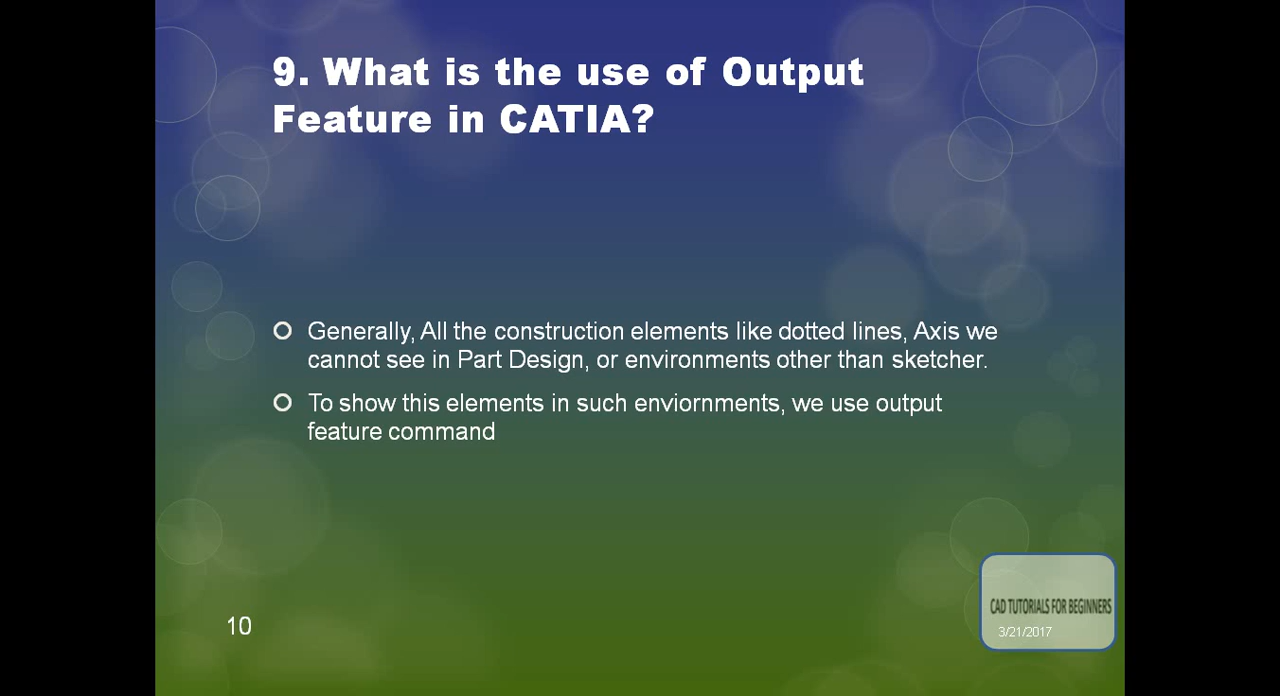 9. What is the use of Output
Feature in CATIA?
Generally, All the construction elements like dotted lines, Axis we
cannot see in Part Design, or environments other than sketcher.
To show this elements in such enviornments, we use output
feature command
10
CAD TUTORIALS FOR BEGINNERS
3/21/2017